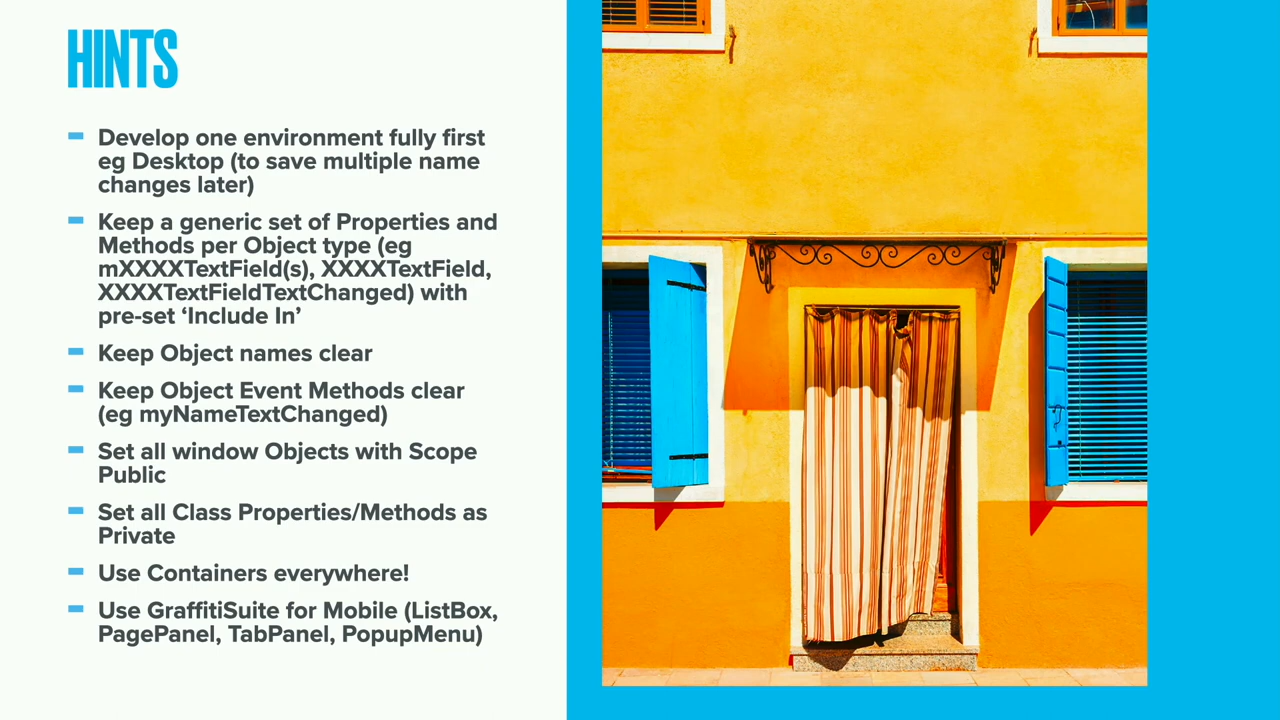 HINTS
Develop one environment fully first
eg Desktop (to save multiple name
changes later)
Keep a generic set of Properties and
Methods per Object type (eg
mXXXXTextField(s), XXXXTextField,
XXXXTextFieldTextChanged) with
pre-set ‘Include In’
Keep Object names clear
Keep Object Event Methods clear
(eg myNameTextChanged)
Set all window Objects with Scope
Public
Set all Class Properties/Methods as
Private
Use Containers everywhere!
Use GraffitiSuite for Mobile (ListBox,
PagePanel, TabPanel, PopupMenu)